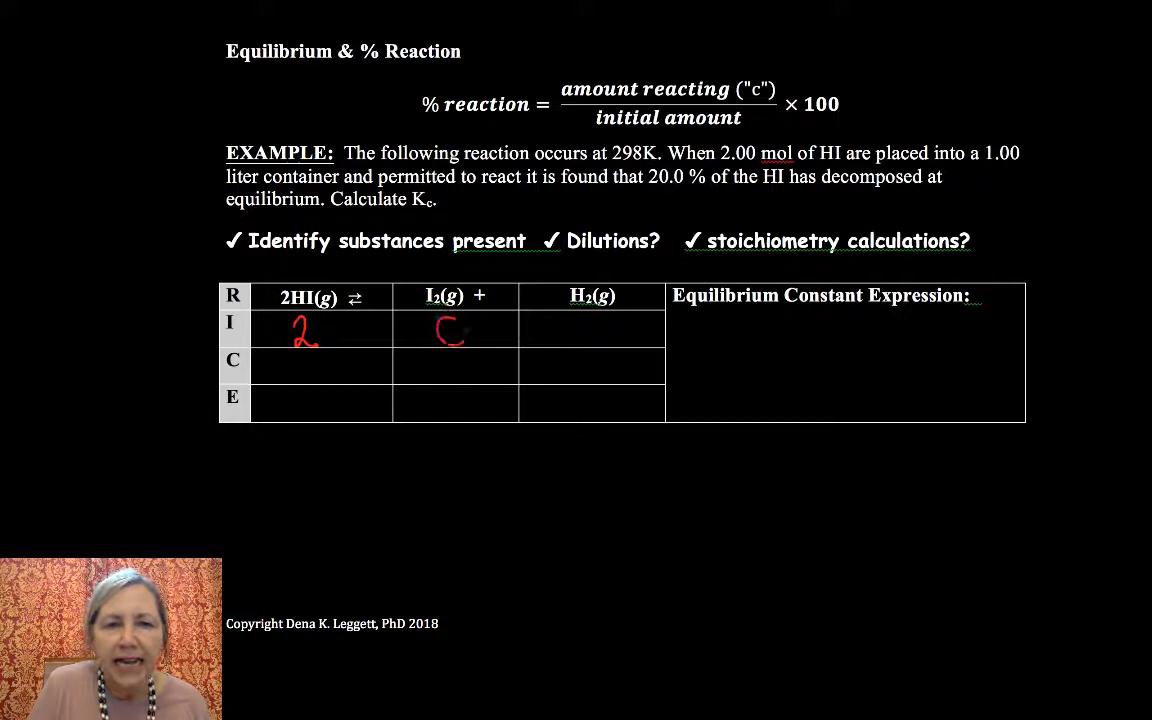 Equilibrium & % Reaction
% reaction = amount reacting ("c") / initial amount × 100
EXAMPLE: The following reaction occurs at 298K. When 2.00 mol of HI are placed into a 1.00
liter container and permitted to react it is found that 20.0 % of the HI has decomposed at
equilibrium. Calculate Kc.
✓ Identify substances present ✓ Dilutions? ✓ stoichiometry calculations?
R 2HI(g) ⇄ I₂(g) + H₂(g) Equilibrium Constant Expression:
I 2
C
E
Copyright Dena K. Leggett, PhD 2018